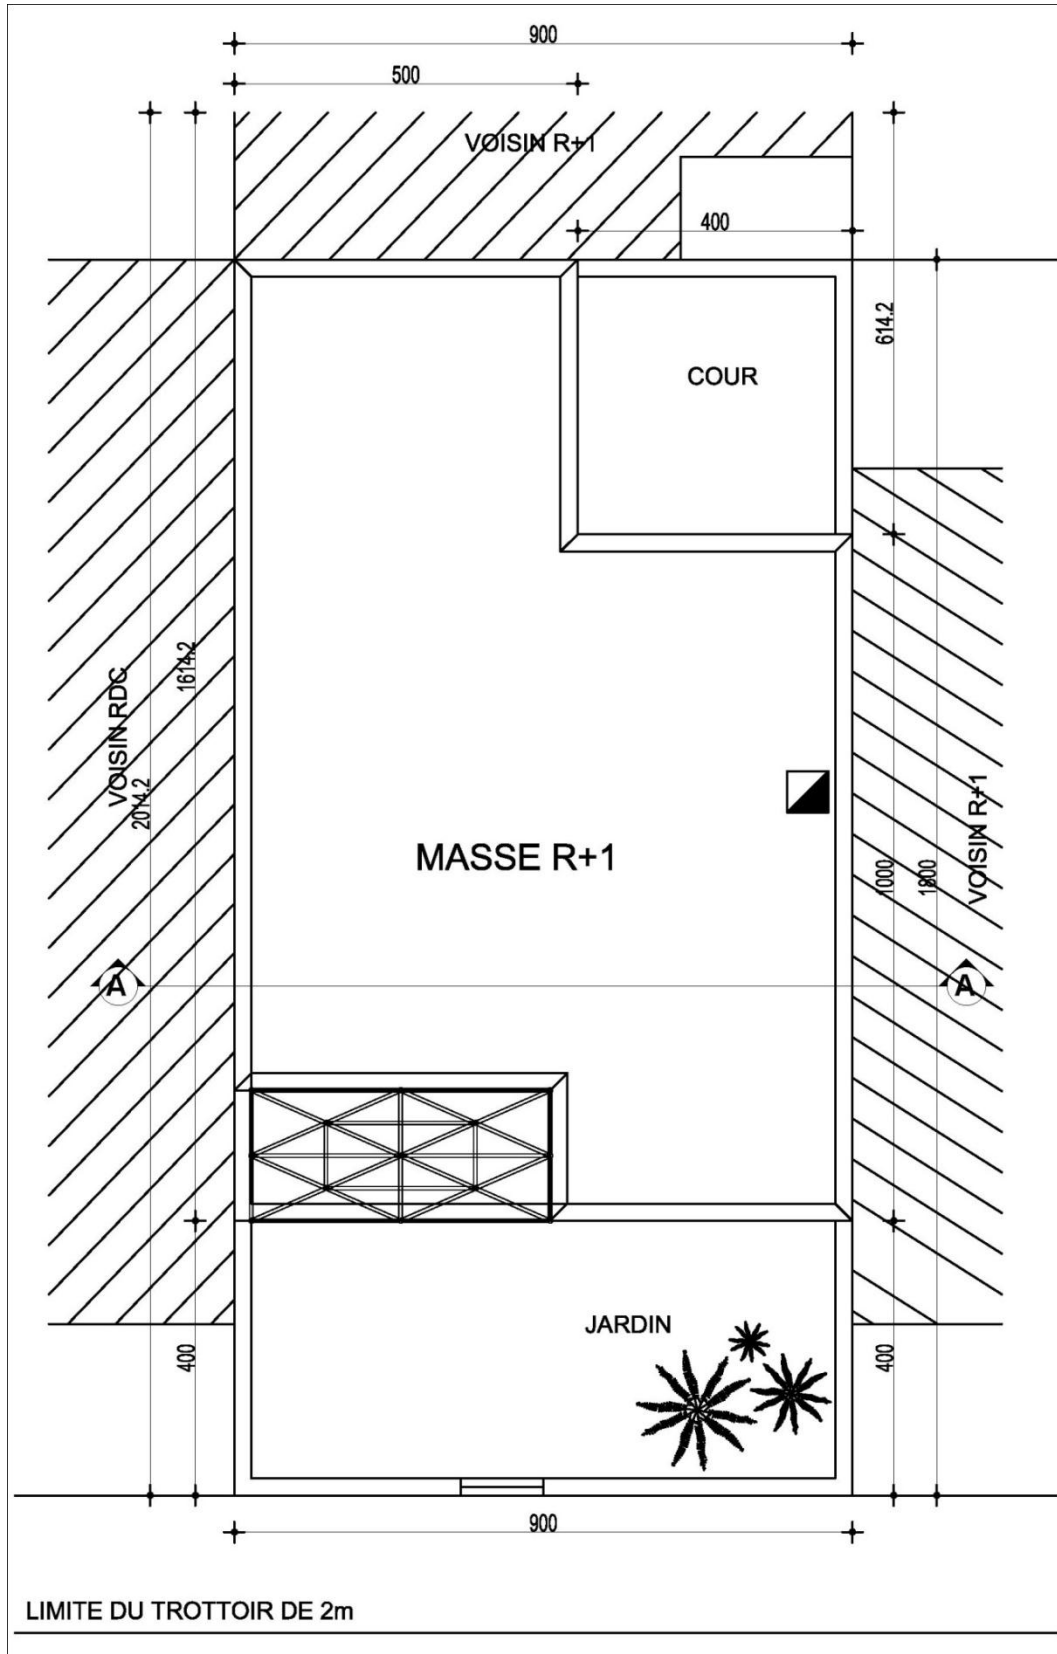 900
500
VOISIN R+1
400
614.2
COUR
1614.2
VOISIN RDC
2014.2
MASSE R+1
VOISIN R+1
1000
1800
A
A
JARDIN
400
400
900
LIMITE DU TROTTOIR DE 2m